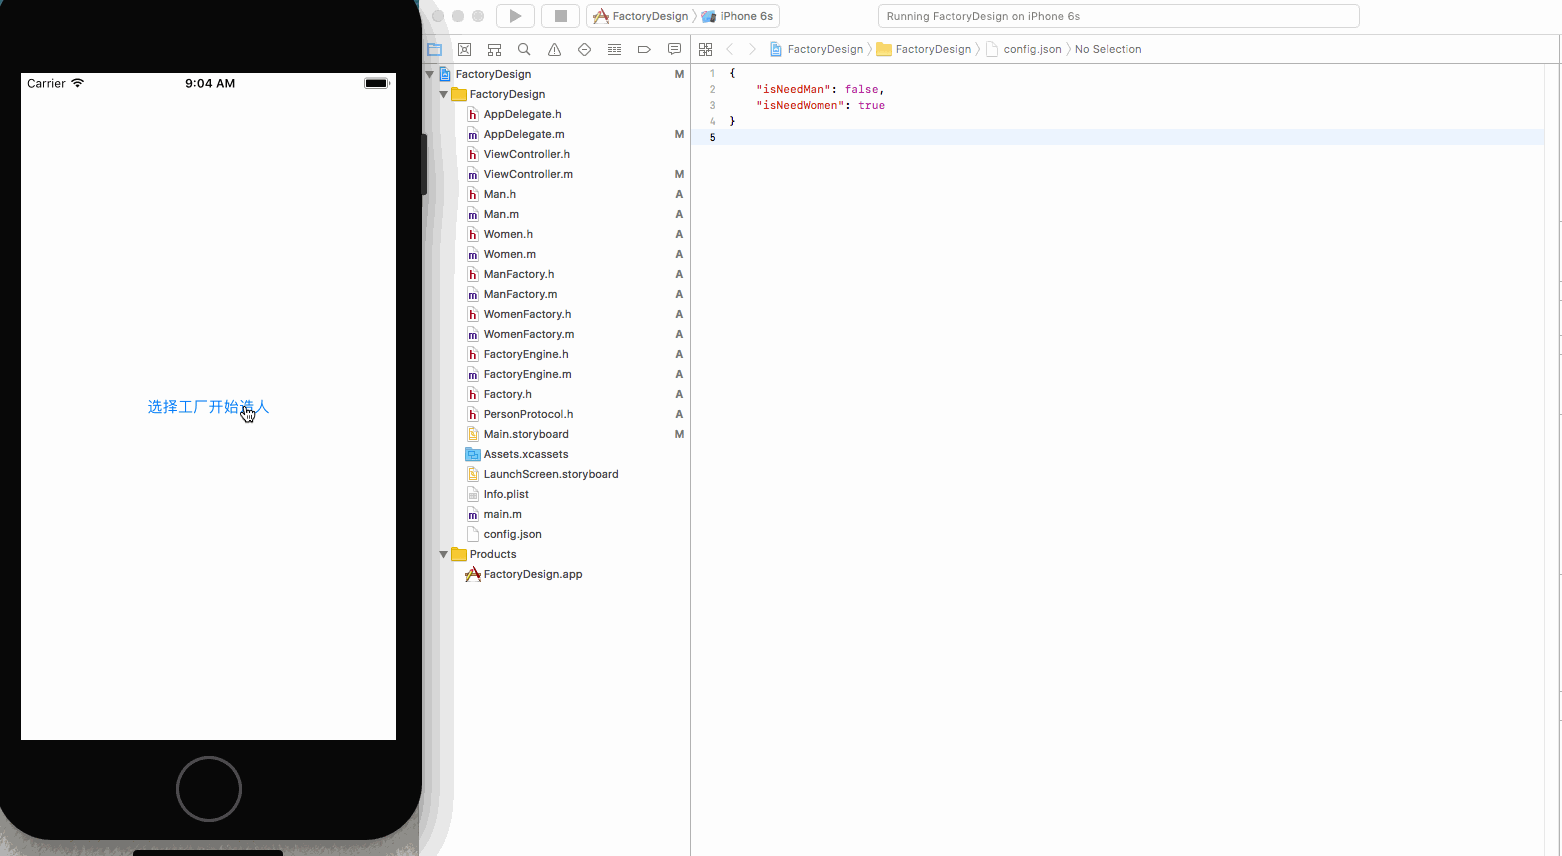 FactoryDesign iPhone 6s
Running FactoryDesign on iPhone 6s
FactoryDesign FactoryDesign config.json No Selection
Carrier 9:04 AM
选择工厂开始选人
FactoryDesign M
FactoryDesign
AppDelegate.h
AppDelegate.m M
ViewController.h
ViewController.m M
Man.h A
Man.m A
Women.h A
Women.m A
ManFactory.h A
ManFactory.m A
WomenFactory.h A
WomenFactory.m A
FactoryEngine.h A
FactoryEngine.m A
Factory.h A
PersonProtocol.h A
Main.storyboard M
Assets.xcassets
LaunchScreen.storyboard
Info.plist
main.m
config.json
Products
FactoryDesign.app
1 {
2 "isNeedMan": false,
3 "isNeedWomen": true
4 }
5